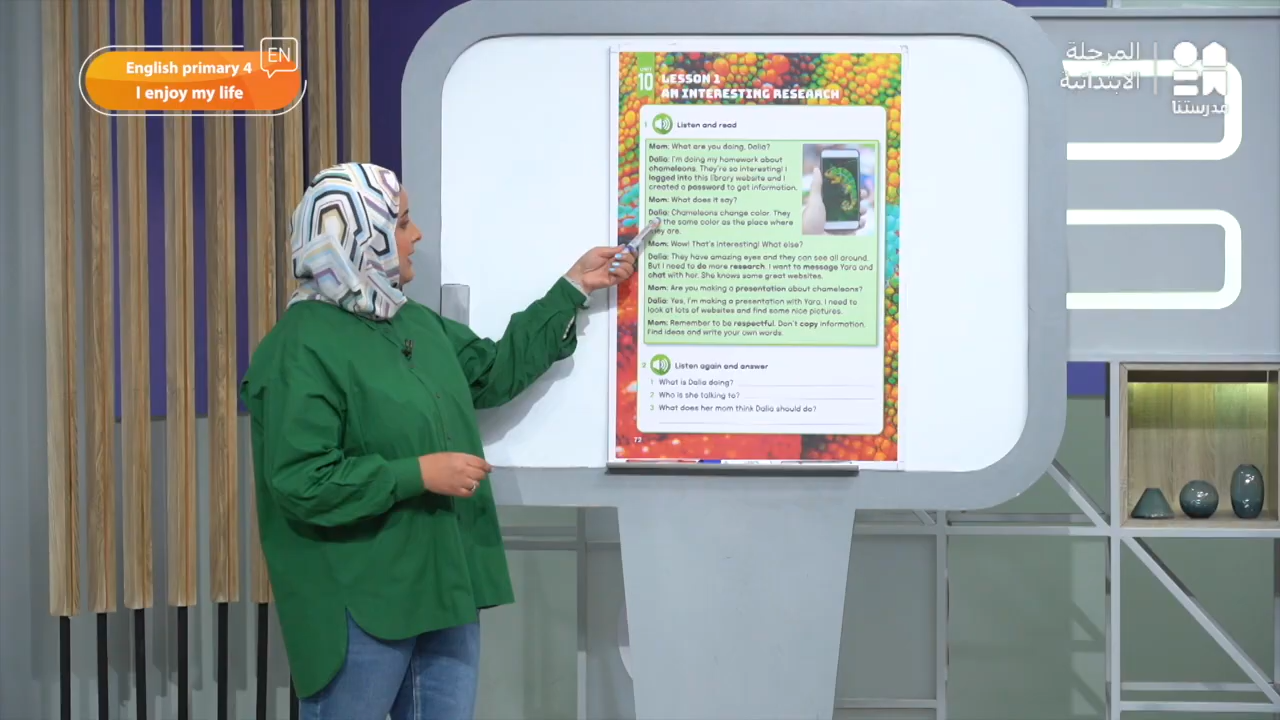 English primary 4
EN
I enjoy my life
المرحلة
الابتدائية
مدرستنا
10
LESSON 1
AN INTERESTING RESEARCH
1 Listen and read
Mom: What are you doing, Dalia?
Dalia: I'm doing my homework about
chameleons. They're so interesting! I
logged into this library website and I
created a password to get information.
Mom: What does it say?
Dalia: Chameleons change color. They
the same color as the place where
are.
Mom: Wow! That's interesting! What else?
Dalia: They have amazing eyes and they can see all around.
But I need to do more research. I want to message Yara and
chat with her. She knows some great websites.
Mom: Are you making a presentation about chameleons?
Dalia: Yes, I'm making a presentation with Yara. I need to
look at lots of websites and find some nice pictures.
Mom: Remember to be respectful. Don't copy information.
Find ideas and write your own words.
2 Listen again and answer
1 What is Dalia doing?
2 Who is she talking to?
3 What does her mom think Dalia should do?
72